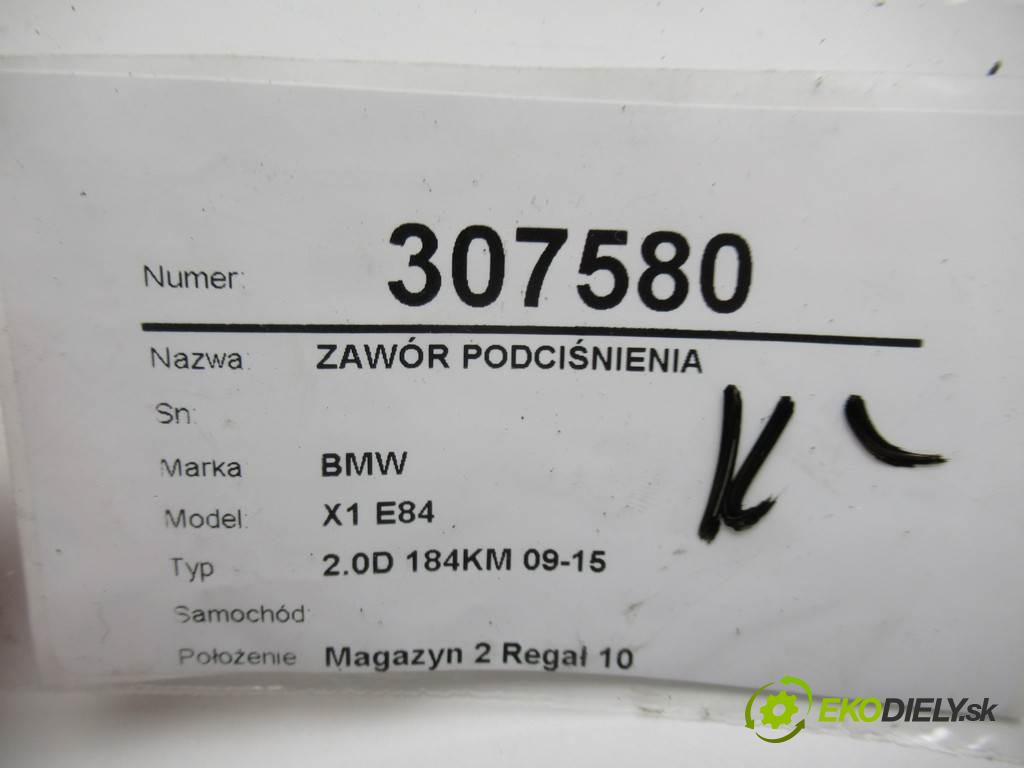 Numer: 307580
Nazwa: ZAWÓR PODCIŚNIENIA
Sn:
Marka BMW
Model: X1 E84
Typ 2.0D 184KM 09-15
Samochód:
Położenie Magazyn 2 Regał 10
EKODIELY.sk